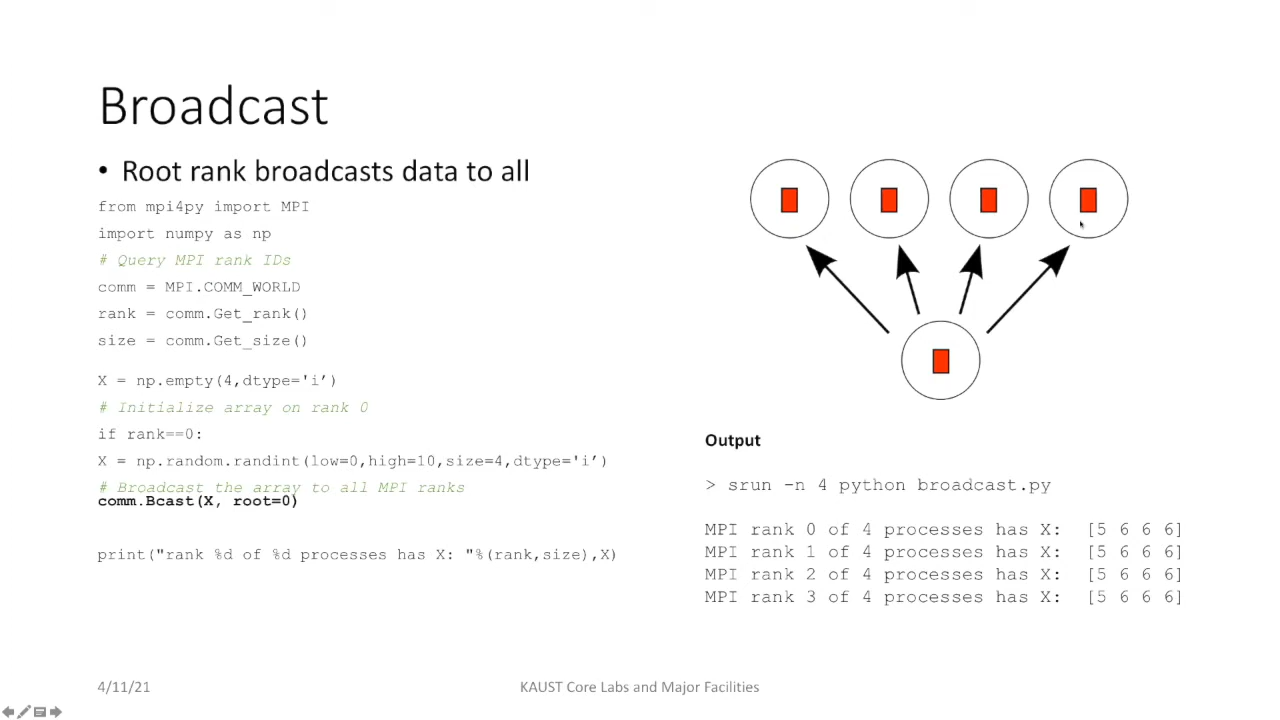 Broadcast
• Root rank broadcasts data to all
from mpi4py import MPI
import numpy as np
# Query MPI rank IDs
comm = MPI.COMM_WORLD
rank = comm.Get_rank()
size = comm.Get_size()
X = np.empty(4,dtype='i’)
# Initialize array on rank 0
if rank==0:
X = np.random.randint(low=0,high=10,size=4,dtype='i’)
# Broadcast the array to all MPI ranks
comm.Bcast(X, root=0)
print("rank %d of %d processes has X: "%(rank,size),X)
Output
> srun -n 4 python broadcast.py
MPI rank 0 of 4 processes has X:  [5 6 6 6]
MPI rank 1 of 4 processes has X:  [5 6 6 6]
MPI rank 2 of 4 processes has X:  [5 6 6 6]
MPI rank 3 of 4 processes has X:  [5 6 6 6]
4/11/21
KAUST Core Labs and Major Facilities